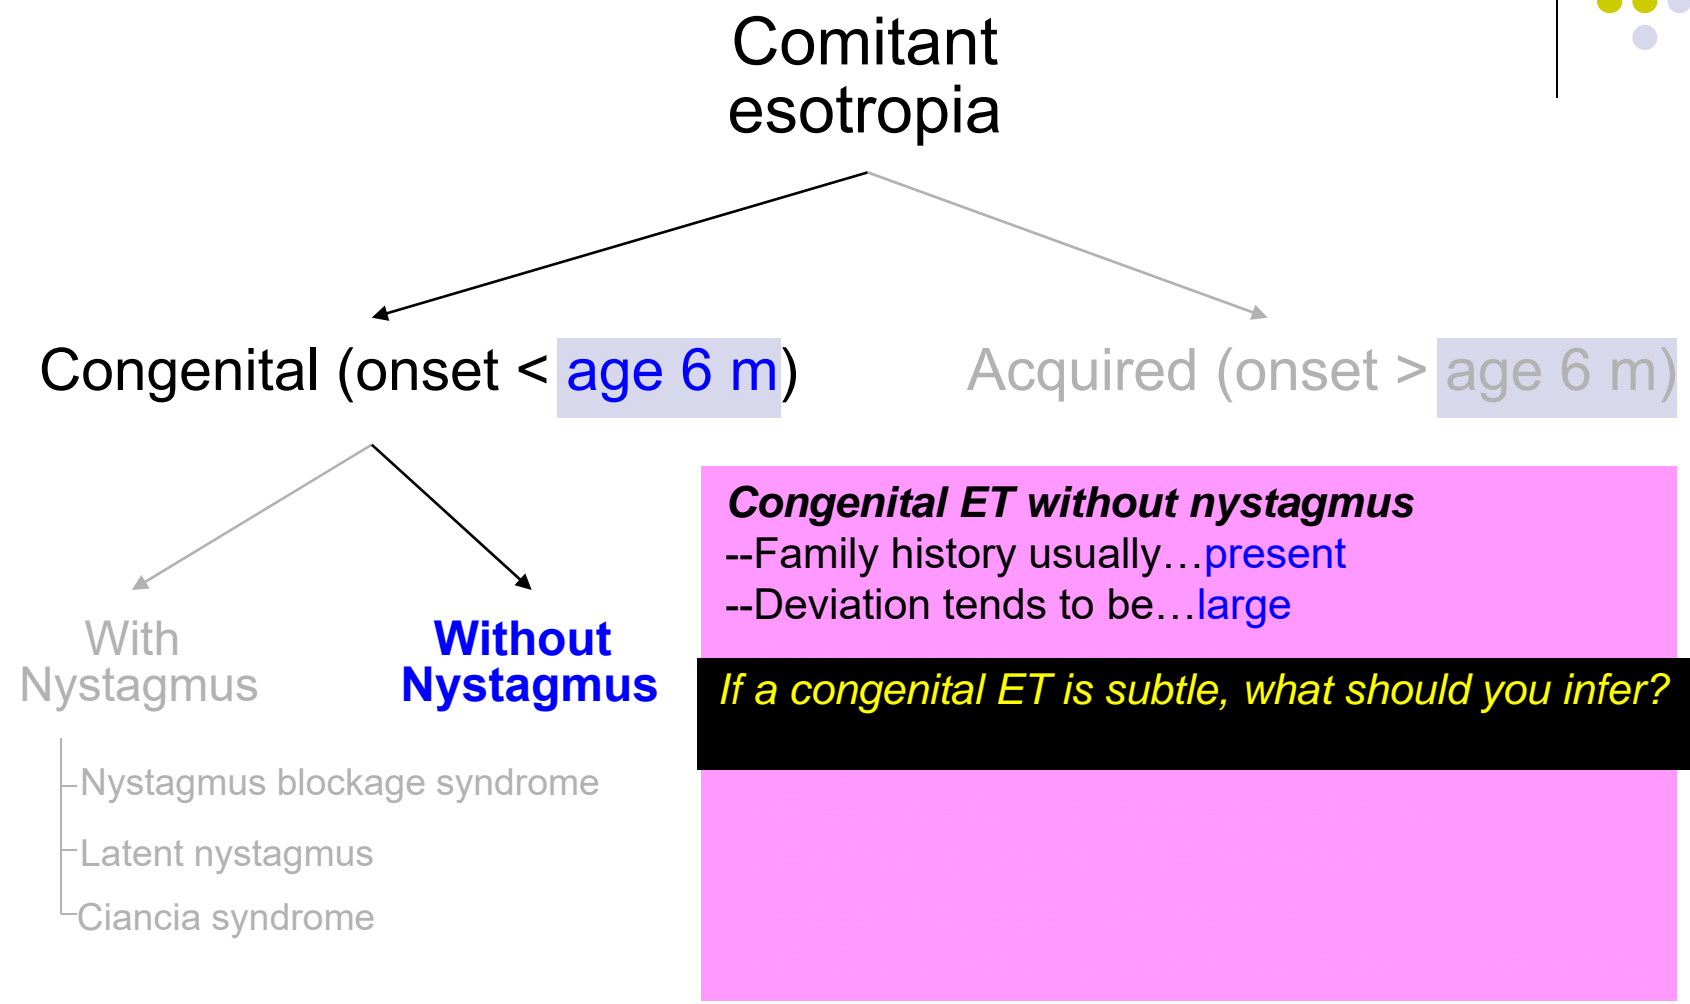 Comitant
esotropia
Congenital (onset < age 6 m)
Acquired (onset > age 6 m)
With
Nystagmus
Without
Nystagmus
Nystagmus blockage syndrome
Latent nystagmus
Ciancia syndrome
Congenital ET without nystagmus
--Family history usually…present
--Deviation tends to be…large
If a congenital ET is subtle, what should you infer?